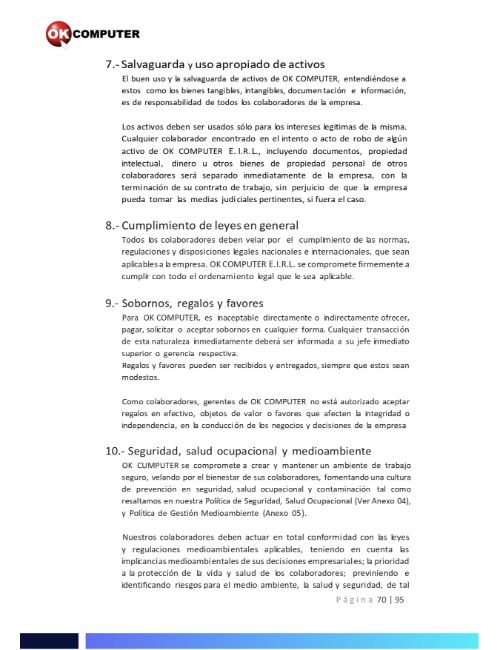 OK COMPUTER
7.- Salvaguarda y uso apropiado de activos
El buen uso y la salvaguarda de activos de OK COMPUTER, entendiéndose a
estos como los bienes tangibles, intangibles, documentación e información,
es de responsabilidad de todos los colaboradores de la empresa.
Los activos deben ser usados sólo para los intereses legítimas de la misma.
Cualquier colaborador encontrado en el intento o acto de robo de algún
activo de OK COMPUTER E.I.R.L., incluyendo documentos, propiedad
intelectual, dinero u otros bienes de propiedad personal de otros
colaboradores será separado inmediatamente de la empresa, con la
terminación de su contrato de trabajo, sin perjuicio de que la empresa
pueda tomar las medias judiciales pertinentes, si fuera el caso.
8.- Cumplimiento de leyes en general
Todos los colaboradores deben velar por el cumplimiento de las normas,
regulaciones y disposiciones legales nacionales e internacionales, que sean
aplicables a la empresa. OK COMPUTER E.I.R.L. se compromete firmemente a
cumplir con todo el ordenamiento legal que le sea aplicable.
9.- Sobornos, regalos y favores
Para OK COMPUTER, es inaceptable directamente o indirectamente ofrecer,
pagar, solicitar o aceptar sobornos en cualquier forma. Cualquier transacción
de esta naturaleza inmediatamente deberá ser informada a su jefe inmediato
superior o gerencia respectiva.
Regalos y favores pueden ser recibidos y entregados, siempre que estos sean
modestos.
Como colaboradores, gerentes de OK COMPUTER no está autorizado aceptar
regalos en efectivo, objetos de valor o favores que afecten la integridad o
independencia, en la conducción de los negocios y decisiones de la empresa
10.- Seguridad, salud ocupacional y medioambiente
OK CUMPUTER se compromete a crear y mantener un ambiente de trabajo
seguro, velando por el bienestar de sus colaboradores, fomentando una cultura
de prevención en seguridad, salud ocupacional y contaminación tal como
resaltamos en nuestra Política de Seguridad, Salud Ocupacional (Ver Anexo 04),
y Política de Gestión Medioambiente (Anexo 05).
Nuestros colaboradores deben actuar en total conformidad con las leyes
y regulaciones medioambientales aplicables, teniendo en cuenta las
implicancias medioambientales de sus decisiones empresariales; la prioridad
a la protección de la vida y salud de los colaboradores; previniendo e
identificando riesgos para el medio ambiente, la salud y seguridad, de tal
Página 70 | 95